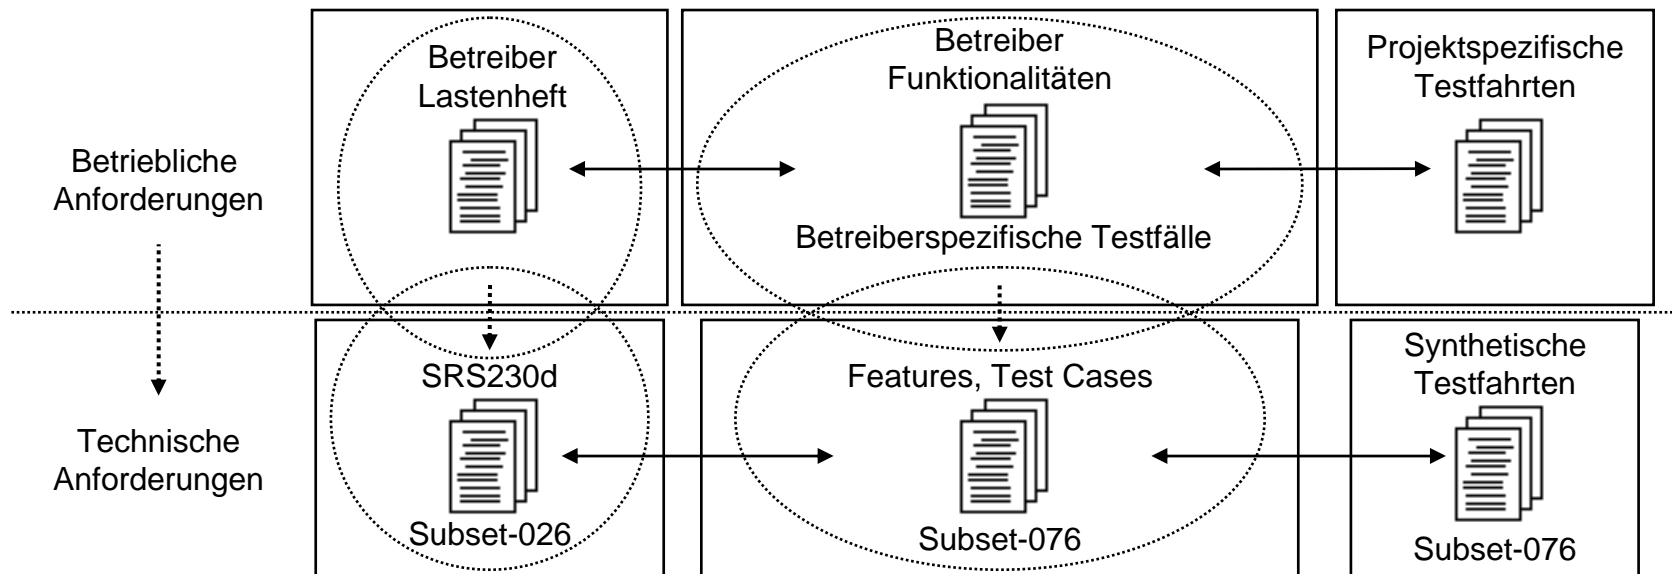 Betriebliche
Anforderungen
Betreiber
Lastenheft
Betreiber
Funktionalitäten
Betreiberspezifische Testfälle
Projektspezifische
Testfahrten
Technische
Anforderungen
SRS230d
Subset-026
Features, Test Cases
Subset-076
Synthetische
Testfahrten
Subset-076